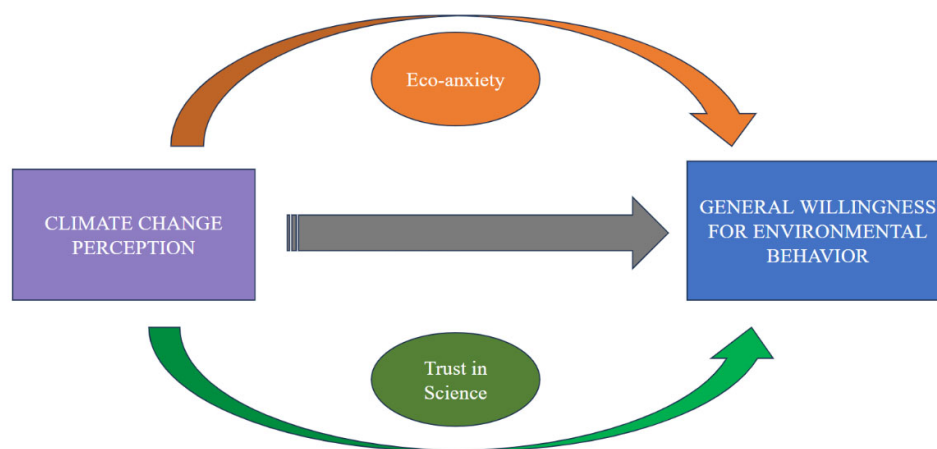 Eco-anxiety
CLIMATE CHANGE
PERCEPTION
GENERAL WILLINGNESS
FOR ENVIRONMENTAL
BEHAVIOR
Trust in
Science